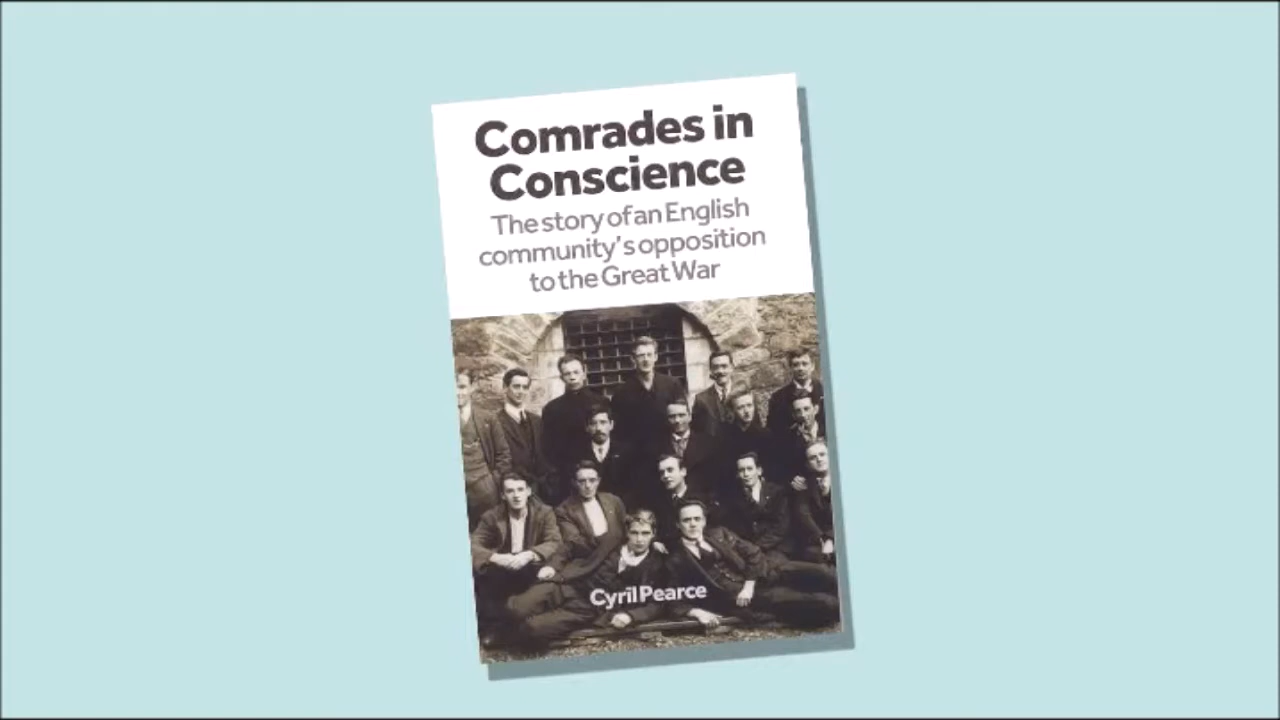 Comrades in
Conscience
The story of an English
community's opposition
to the Great War
Cyril Pearce